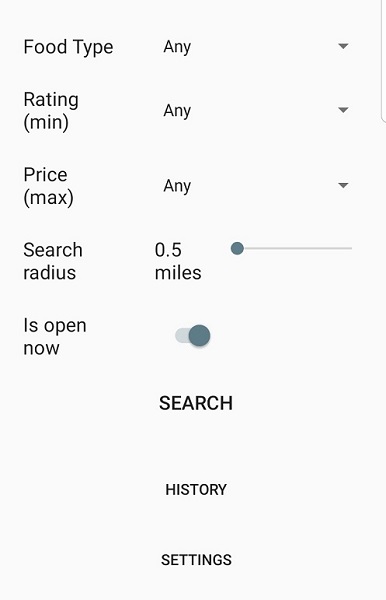 Food Type Any
Rating
(min) Any
Price
(max) Any
Search 0.5
radius miles
Is open
now
SEARCH
HISTORY
SETTINGS